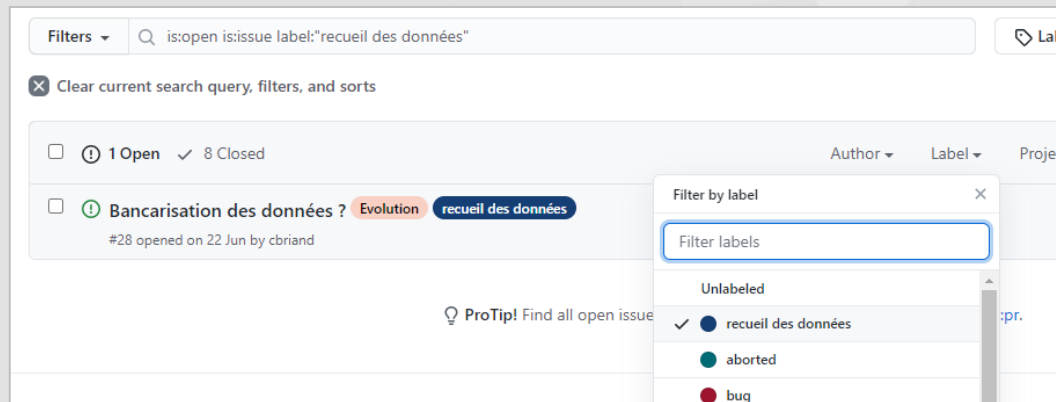 Filters is:open is:issue label:"recueil des données"
Clear current search query, filters, and sorts
1 Open 8 Closed Author Label
Bancarisation des données ? Evolution recueil des données
#28 opened on 22 Jun by cbriand
Filter by label
Filter labels
Unlabeled
ProTip! Find all open issue :pr.
recueil des données
aborted
bug